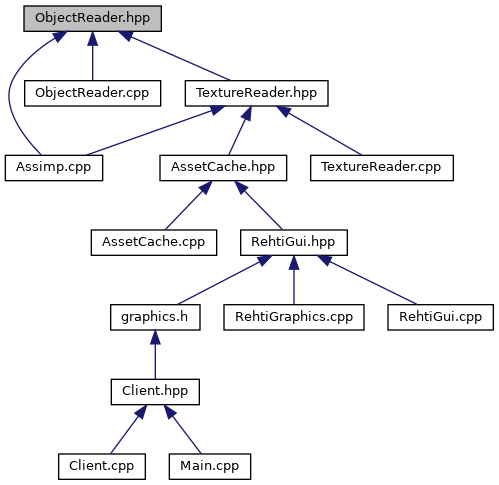 ObjectReader.hpp
ObjectReader.cpp
TextureReader.hpp
Assimp.cpp
AssetCache.hpp
TextureReader.cpp
AssetCache.cpp
RehtiGui.hpp
graphics.h
RehtiGraphics.cpp
RehtiGui.cpp
Client.hpp
Client.cpp
Main.cpp